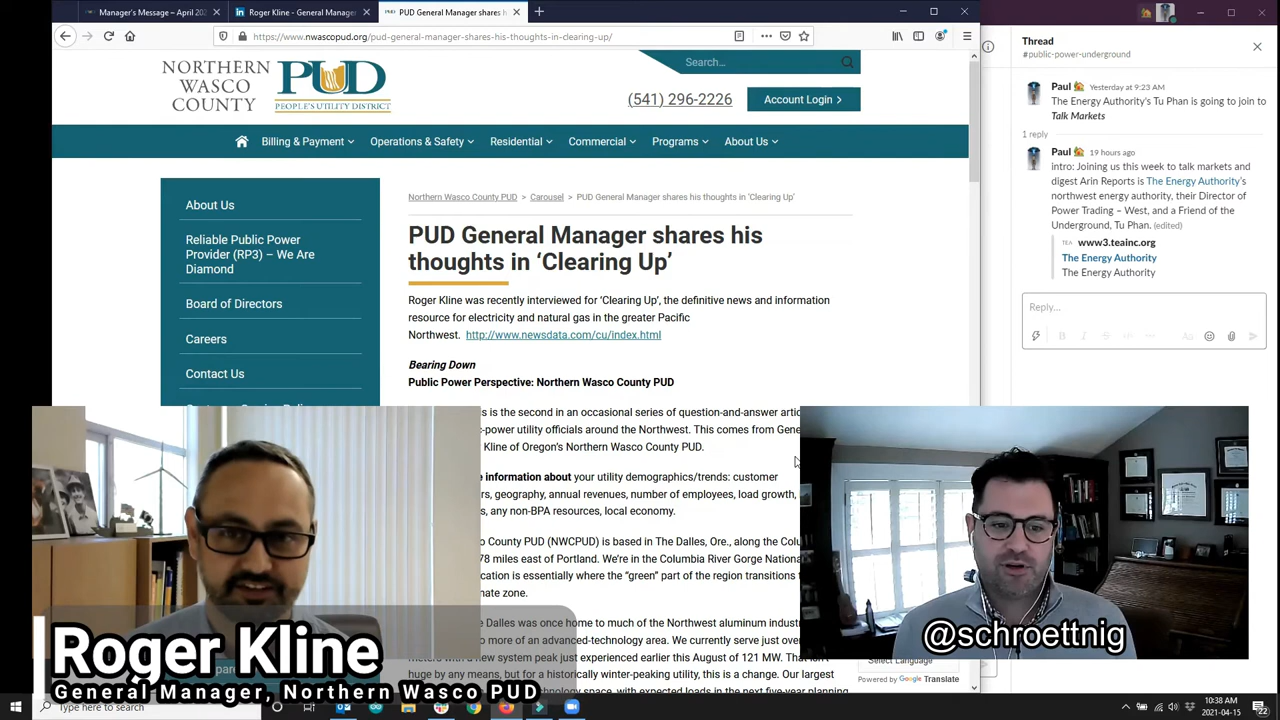 Manager's Message – April 202
Roger Kline - General Manager
PUD General Manager shares h
https://www.nwascopud.org/pud-general-manager-shares-his-thoughts-in-clearing-up/
NORTHERN
WASCO
COUNTY
PUD
PEOPLE'S UTILITY DISTRICT
Search...
(541) 296-2226
Account Login
Billing & Payment
Operations & Safety
Residential
Commercial
Programs
About Us
About Us
Reliable Public Power
Provider (RP3) – We Are
Diamond
Board of Directors
Careers
Contact Us
Northern Wasco County PUD > Carousel > PUD General Manager shares his thoughts in 'Clearing Up'
PUD General Manager shares his
thoughts in 'Clearing Up'
Roger Kline was recently interviewed for 'Clearing Up', the definitive news and information
resource for electricity and natural gas in the greater Pacific
Northwest. http://www.newsdata.com/cu/index.html
Bearing Down
Public Power Perspective: Northern Wasco County PUD
s is the second in an occasional series of question-and-answer
c-power utility officials around the Northwest. This comes from
Kline of Oregon's Northern Wasco County PUD.
information about your utility demographics/trends: customer
rs, geography, annual revenues, number of employees, load growth,
s, any non-BPA resources, local economy.
County PUD (NWCPUD) is based in The Dalles, Ore., along the
78 miles east of Portland. We're in the Columbia River Gorge National
cation is essentially where the "green" part of the region transitions
mate zone.
Dalles was once home to much of the Northwest aluminum
more of an advanced-technology area. We currently serve just
new system peak just experienced earlier this August of 121 MW. That
huge by any means, but for a historically winter-peaking utility, this is a change. Our largest
space, with expected loads in the next five-year planning
Select Language
Powered by Google Translate
Thread
#public-power-underground
Paul Yesterday at 9:23 AM
The Energy Authority's Tu Phan is going to join to
Talk Markets
1 reply
Paul 19 hours ago
intro: Joining us this week to talk markets and
digest Arin Reports is The Energy Authority's
northwest energy authority, their Director of
Power Trading – West, and a Friend of the
Underground, Tu Phan. (edited)
TEA www3.teainc.org
The Energy Authority
The Energy Authority
Reply...
Roger Kline
General Manager, Northern Wasco PUD
@schroettnig
Type here to search
10:38 AM
2021-04-15
22